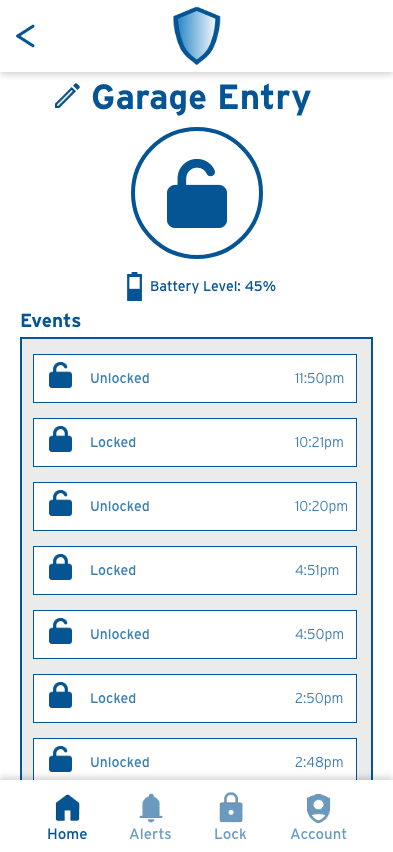 Garage Entry
Battery Level: 45%
Events
Unlocked 11:50pm
Locked 10:21pm
Unlocked 10:20pm
Locked 4:51pm
Unlocked 4:50pm
Locked 2:50pm
Unlocked 2:48pm
Home Alerts Lock Account